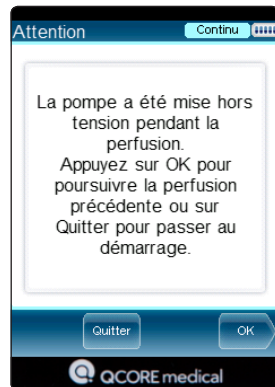 Attention Continu
La pompe a été mise hors
tension pendant la
perfusion.
Appuyez sur OK pour
poursuivre la perfusion
précédente ou sur
Quitter pour passer au
démarrage.
Quitter OK
QCORE medical